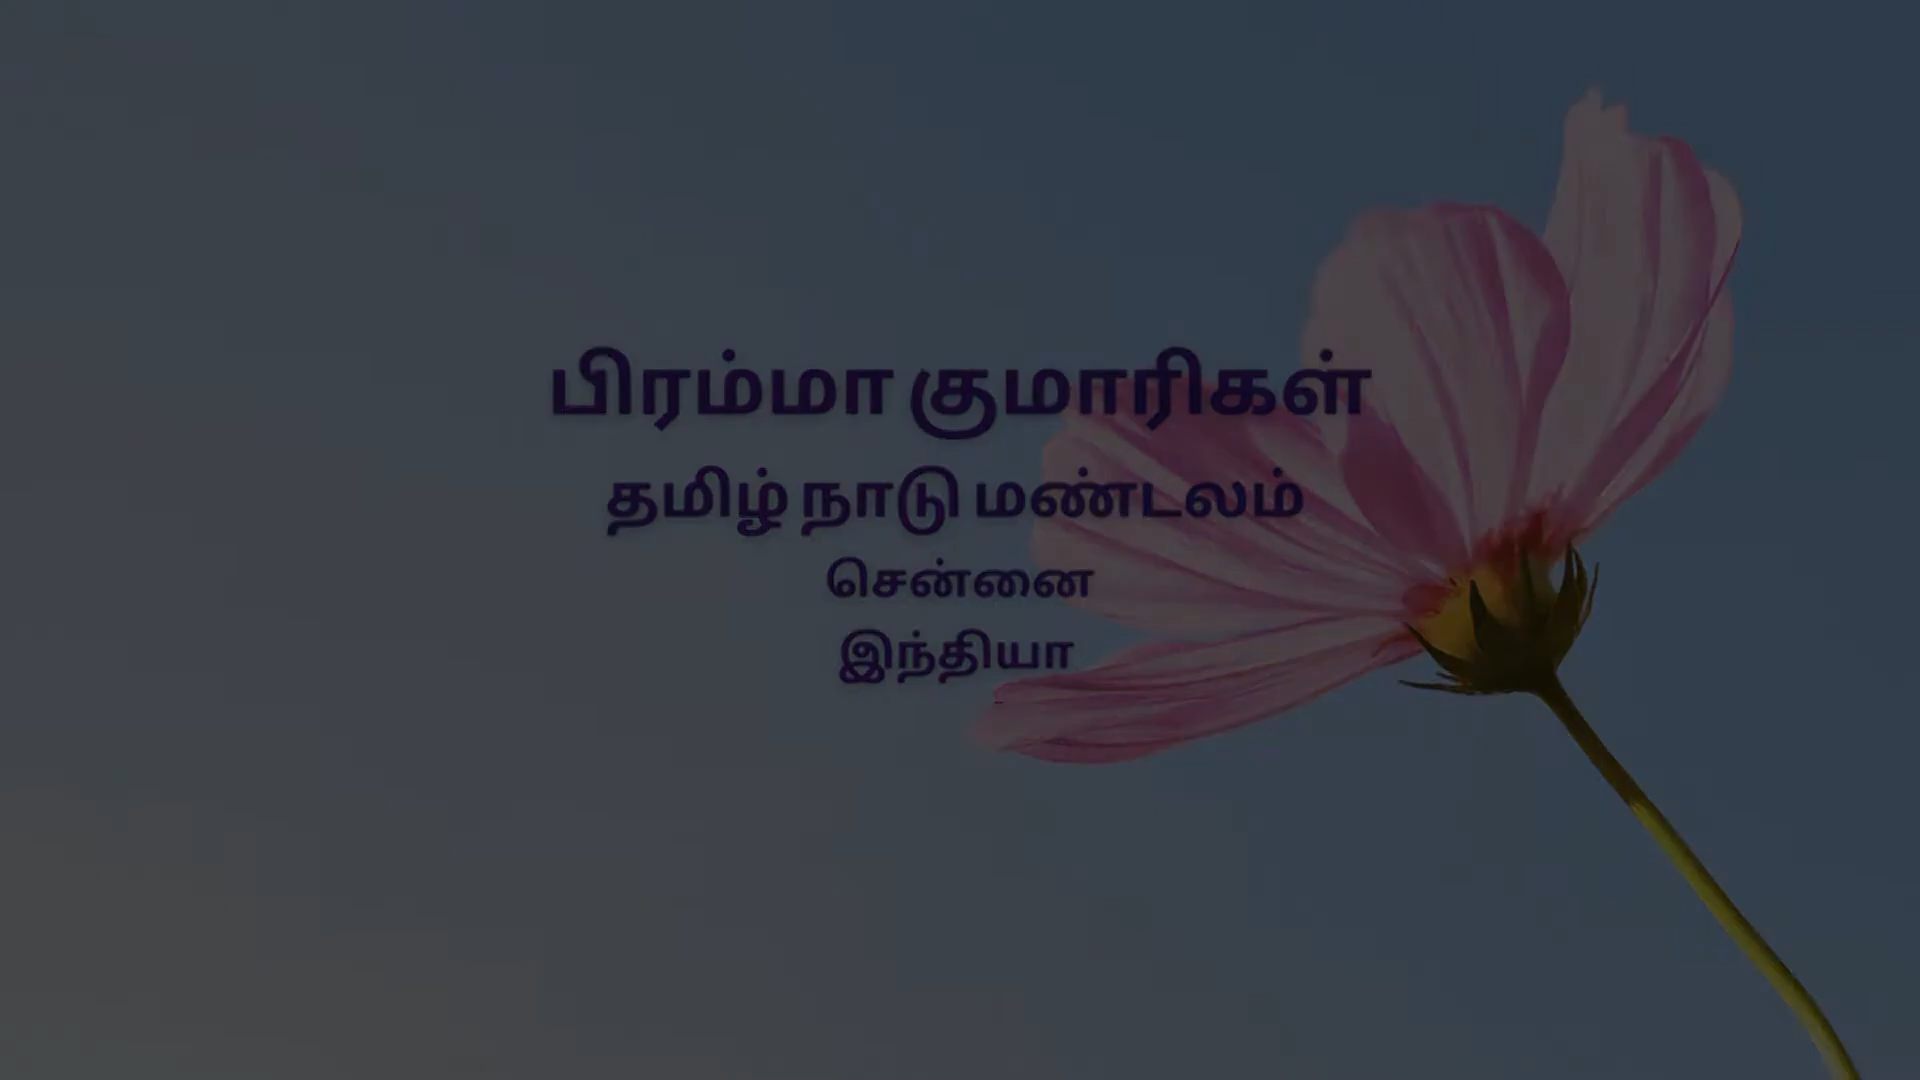 பிரம்மா குமாரிகள்
தமிழ் நாடு மண்டலம்
சென்னை
இந்தியா